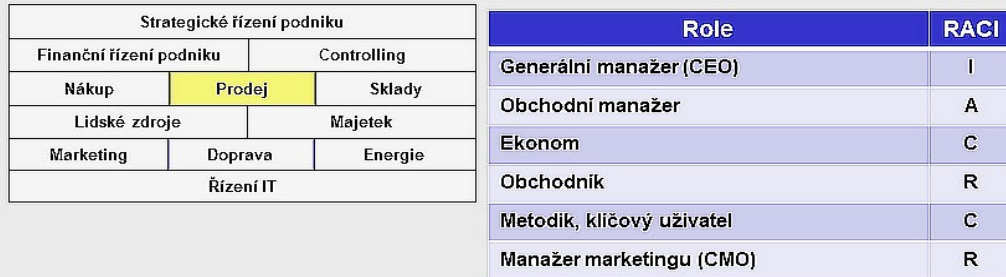 Strategické řízení podniku
Finanční řízení podniku Controlling
Nákup Prodej Sklady
Lidské zdroje Majetek
Marketing Doprava Energie
Řízení IT
Role RACI
Generální manažer (CEO) I
Obchodní manažer A
Ekonom C
Obchodník R
Metodik, klíčový uživatel C
Manažer marketingu (CMO) R